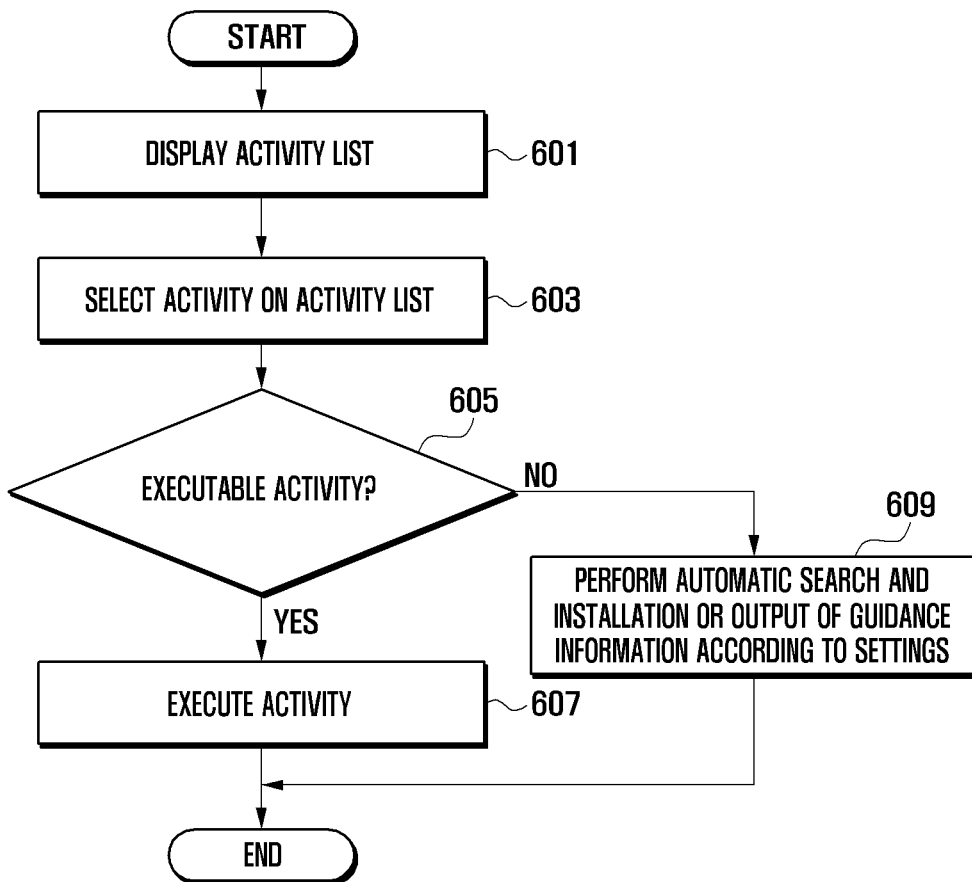 START
DISPLAY ACTIVITY LIST
601
SELECT ACTIVITY ON ACTIVITY LIST
603
605
EXECUTABLE ACTIVITY?
NO
609
PERFORM AUTOMATIC SEARCH AND
INSTALLATION OR OUTPUT OF GUIDANCE
INFORMATION ACCORDING TO SETTINGS
YES
EXECUTE ACTIVITY
607
END